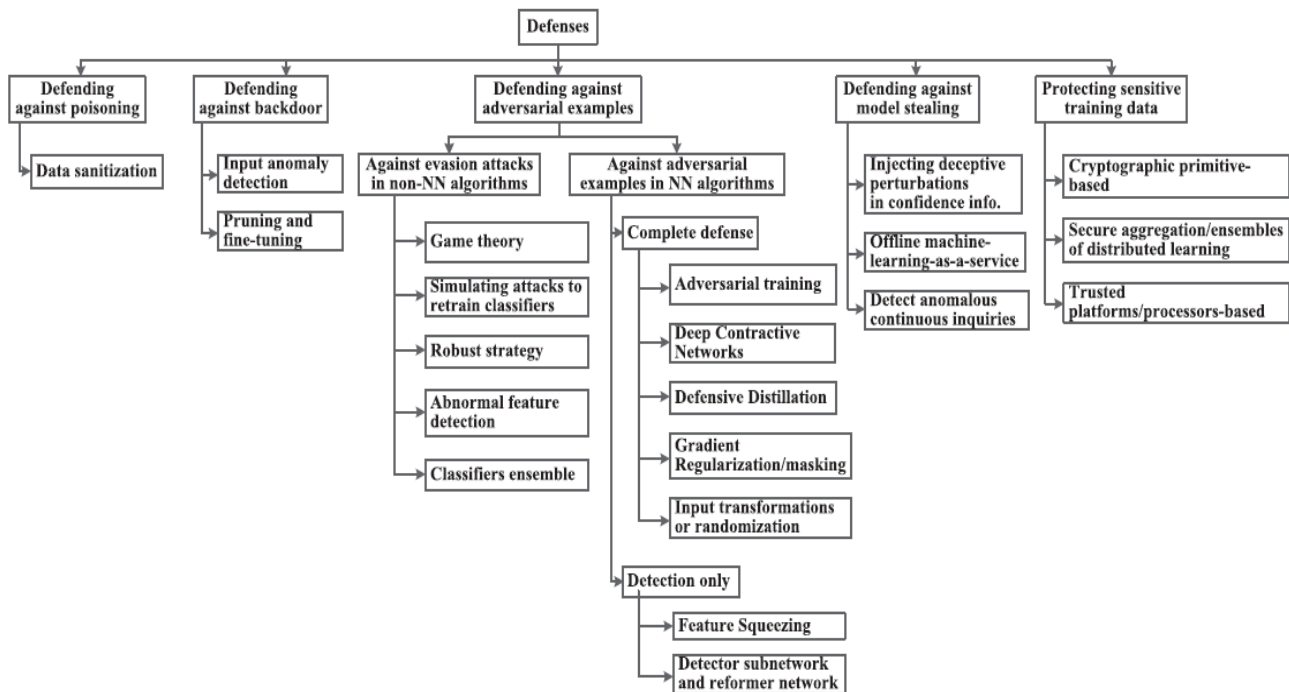 Defenses
Defending
against poisoning
Data sanitization
Defending
against backdoor
Input anomaly
detection
Pruning and
fine-tuning
Defending against
adversarial examples
Against evasion attacks
in non-NN algorithms
Game theory
Simulating attacks to
retrain classifiers
Robust strategy
Abnormal feature
detection
Classifiers ensemble
Against adversarial
examples in NN algorithms
Complete defense
Adversarial training
Deep Contractive
Networks
Defensive Distillation
Gradient
Regularization/masking
Input transformations
or randomization
Detection only
Feature Squeezing
Detector subnetwork
and reformer network
Defending against
model stealing
Injecting deceptive
perturbations
in confidence info.
Offline machine-
learning-as-a-service
Detect anomalous
continuous inquiries
Protecting sensitive
training data
Cryptographic primitive-
based
Secure aggregation/ensembles
of distributed learning
Trusted
platforms/processors-based